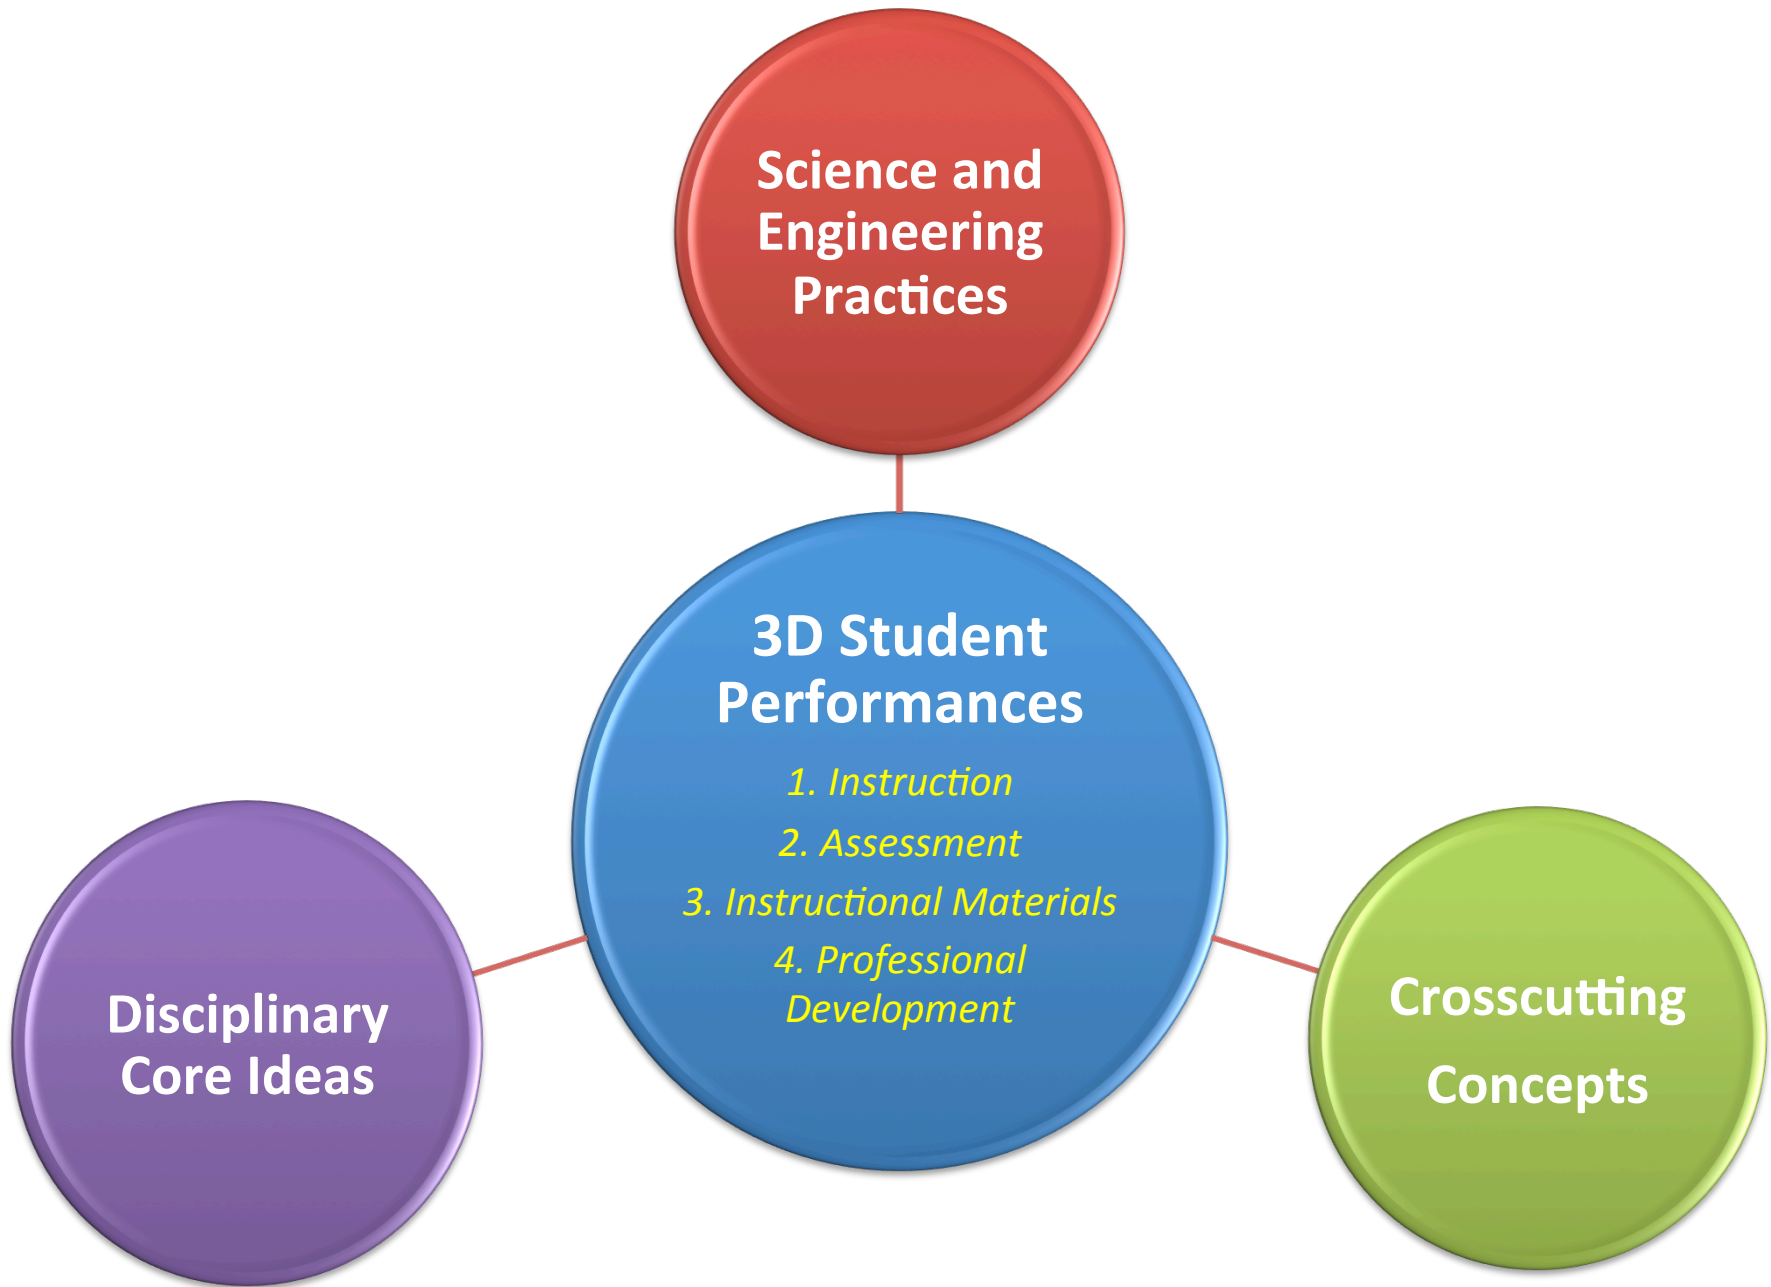 Science and
Engineering
Practices
3D Student
Performances
1. Instruction
2. Assessment
3. Instructional Materials
4. Professional
Development
Disciplinary
Core Ideas
Crosscutting
Concepts